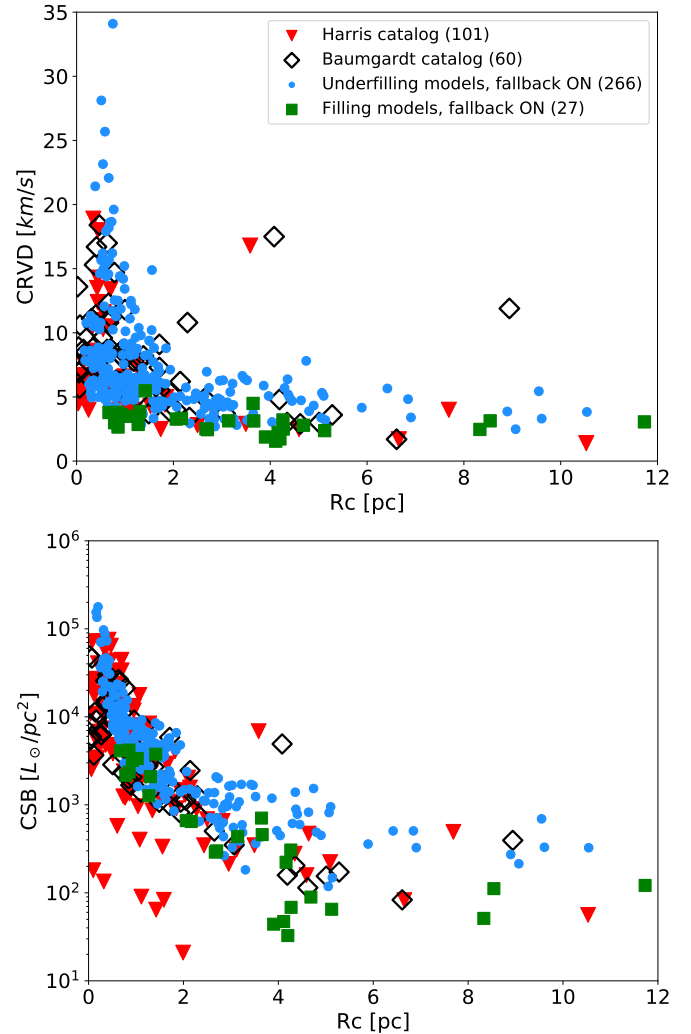 35
30
25
20
15
10
5
0
CRVD [km/s]
Harris catalog (101)
Baumgardt catalog (60)
Underfilling models, fallback ON (266)
Filling models, fallback ON (27)
0 2 4 6 8 10 12
Rc [pc]
10^6
10^5
10^4
10^3
10^2
10^1
CSB [L⊙/pc^2]
0 2 4 6 8 10 12
Rc [pc]